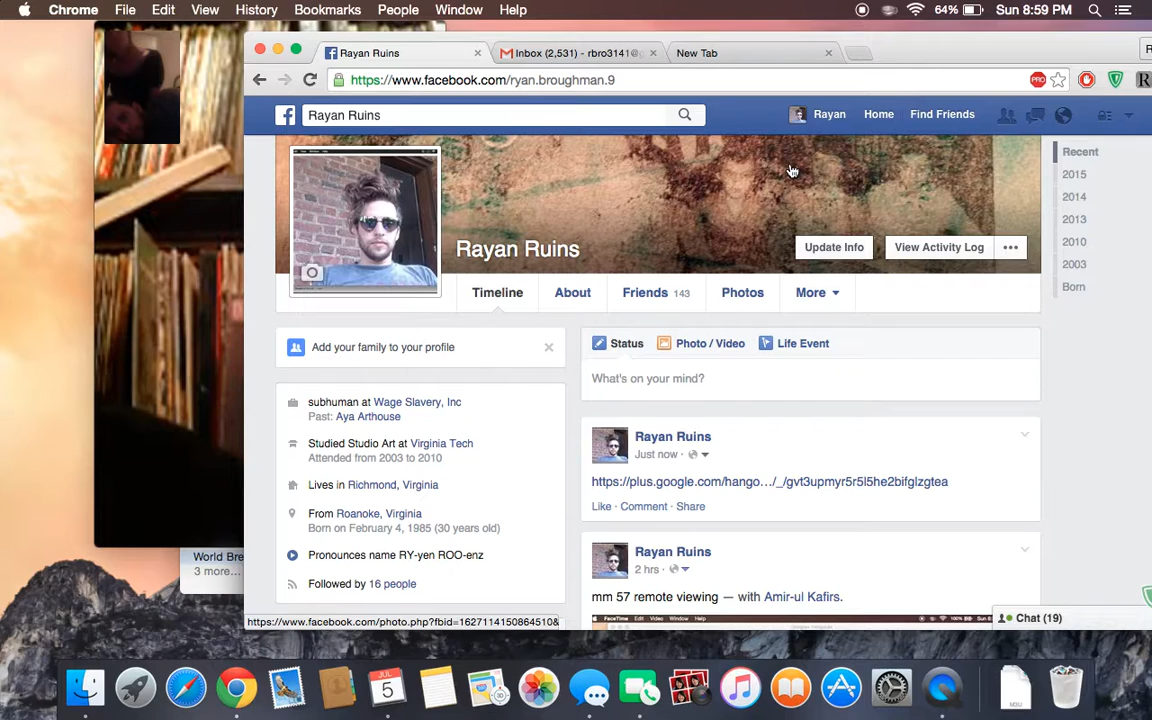 Chrome File Edit View History Bookmarks People Window Help 64% Sun 8:59 PM
Rayan Ruins Inbox (2,531) - rbro3141@ New Tab
https://www.facebook.com/ryan.broughman.9 PRO
Rayan Ruins Rayan Home Find Friends
Rayan Ruins
Update Info View Activity Log
Timeline About Friends 143 Photos More
Recent
2015
2014
2013
2010
2003
Born
Add your family to your profile
subhuman at Wage Slavery, Inc
Past: Aya Arthouse
Studied Studio Art at Virginia Tech
Attended from 2003 to 2010
Lives in Richmond, Virginia
From Roanoke, Virginia
Born on February 4, 1985 (30 years old)
Pronounces name RY-yen ROO-enz
Followed by 16 people
Status Photo / Video Life Event
What's on your mind?
Rayan Ruins
Just now
https://plus.google.com/hango.../_/gvt3upmyr5r5l5he2bifglzgtea
Like · Comment · Share
Rayan Ruins
2 hrs
mm 57 remote viewing — with Amir-ul Kafirs.
World Bre
3 more...
https://www.facebook.com/photo.php?fbid=1627114150864510&
Chat (19)
JUL
5